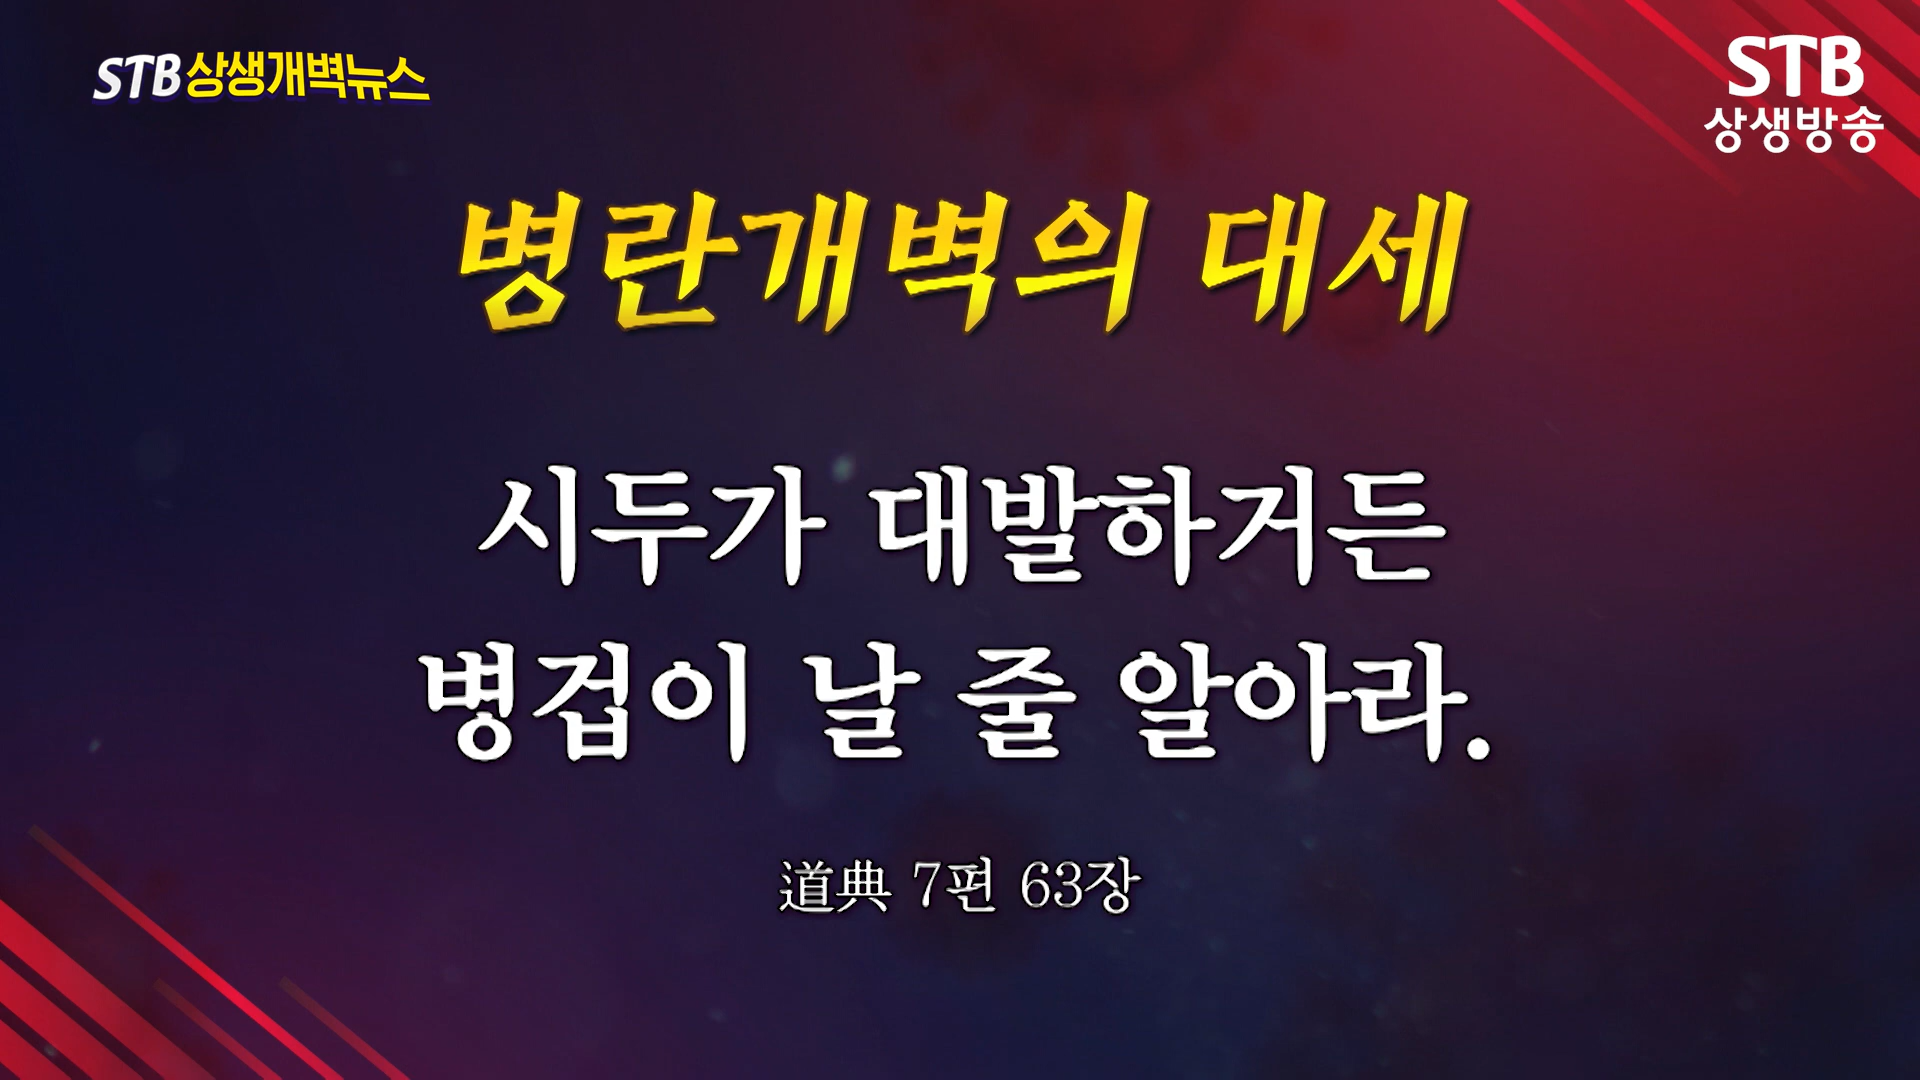 STB상생개벽뉴스
STB
상생방송
병란개벽의 대세
시두가 대발하거든
병겁이 날 줄 알아라.
道典 7편 63장